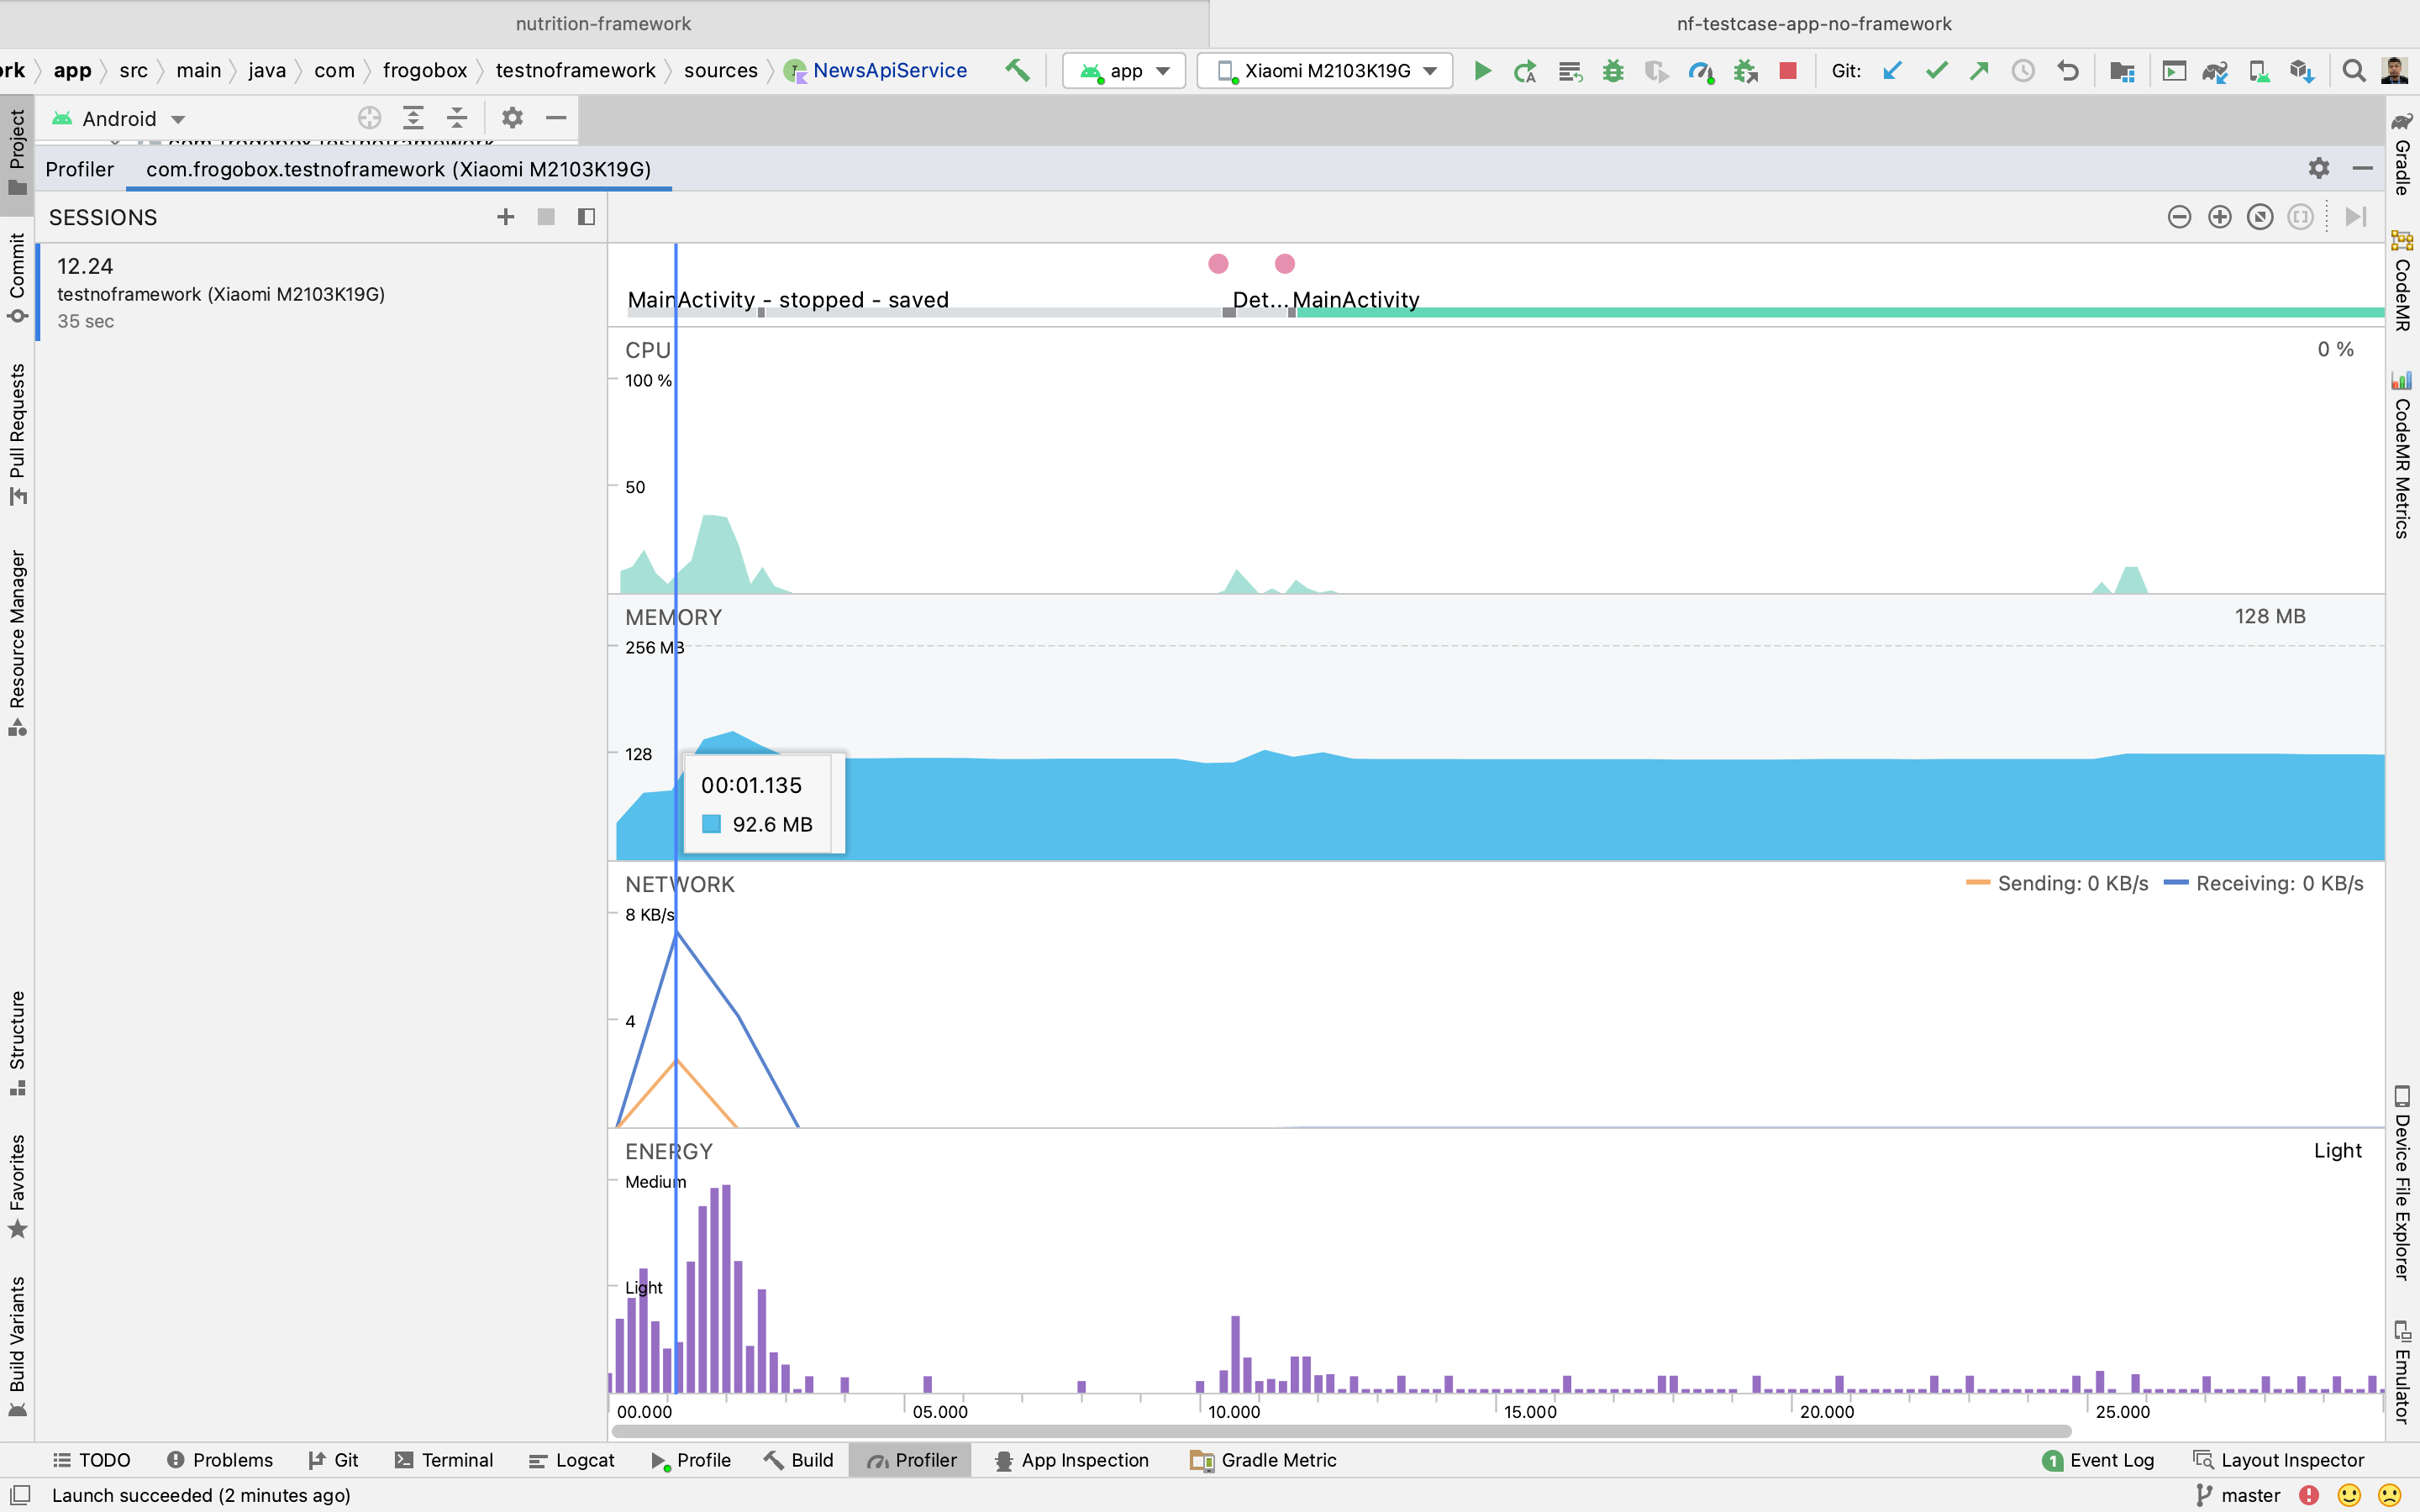 nutrition-framework
nf-testcase-app-no-framework
rk app src main java com frogobox testnoframework sources NewsApiService
app
Xiaomi M2103K19G
Git:
Android
Profiler
com.frogobox.testnoframework (Xiaomi M2103K19G)
SESSIONS
12.24
testnoframework (Xiaomi M2103K19G)
35 sec
MainActivity - stopped - saved
Det...
MainActivity
CPU
0 %
100 %
50
MEMORY
128 MB
256 MB
128
00:01.135
92.6 MB
NETWORK
Sending: 0 KB/s
Receiving: 0 KB/s
8 KB/s
4
ENERGY
Light
Medium
Light
00.000
05.000
10.000
15.000
20.000
25.000
Project
Commit
Pull Requests
Resource Manager
Structure
Favorites
Build Variants
Gradle
CodeMR
CodeMR Metrics
Device File Explorer
Emulator
TODO
Problems
Git
Terminal
Logcat
Profile
Build
Profiler
App Inspection
Gradle Metric
1 Event Log
Layout Inspector
Launch succeeded (2 minutes ago)
master